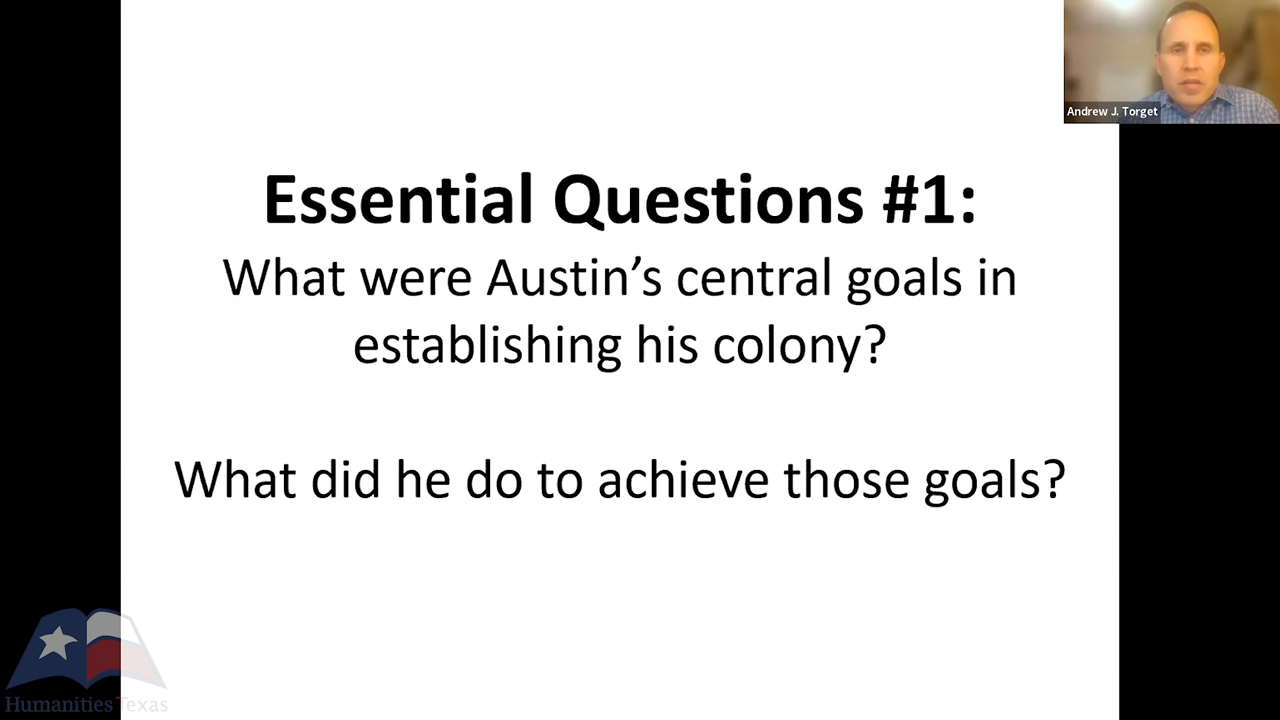 Andrew J. Torget
Essential Questions #1:
What were Austin’s central goals in
establishing his colony?
What did he do to achieve those goals?
Humanities Texas